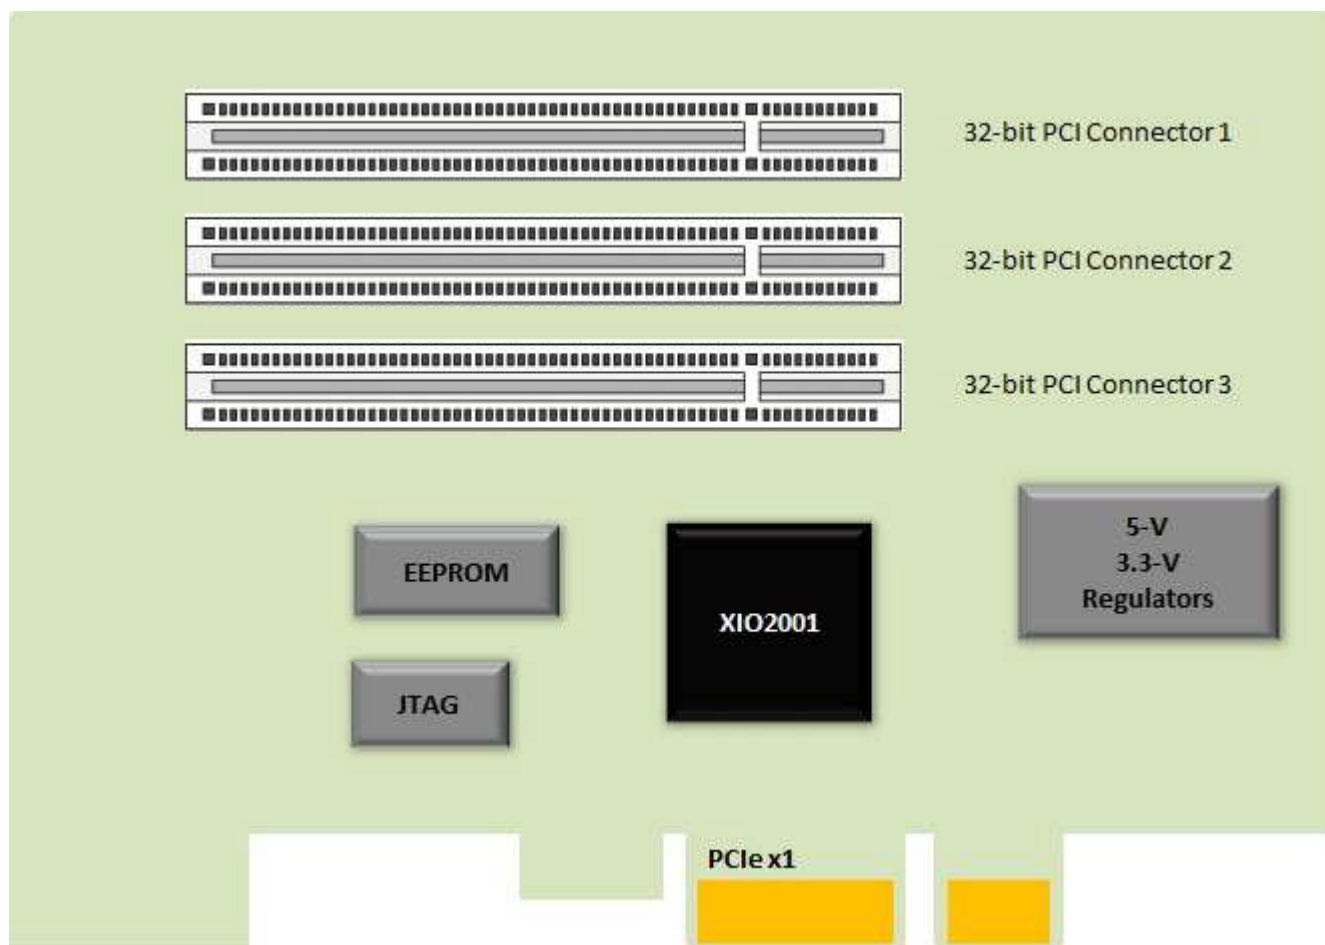 32-bit PCI Connector 1
32-bit PCI Connector 2
32-bit PCI Connector 3
5-V
3.3-V
Regulators
EEPROM
XIO2001
JTAG
PCIe x1